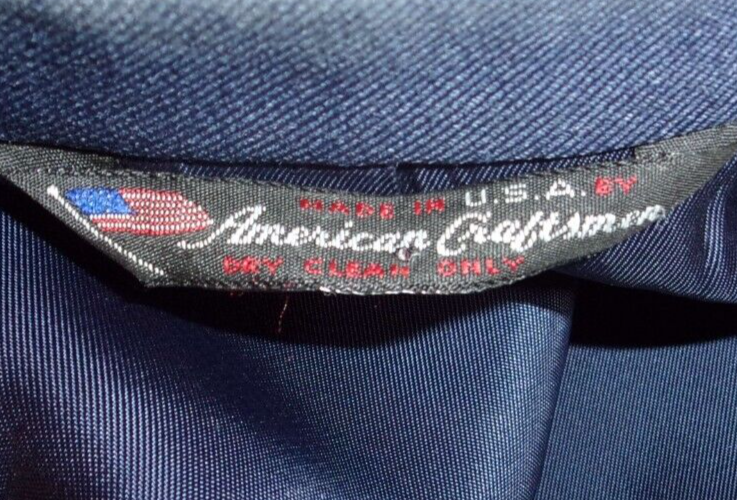 MADE IN U.S.A. BY
American Craftsmen
DRY CLEAN ONLY